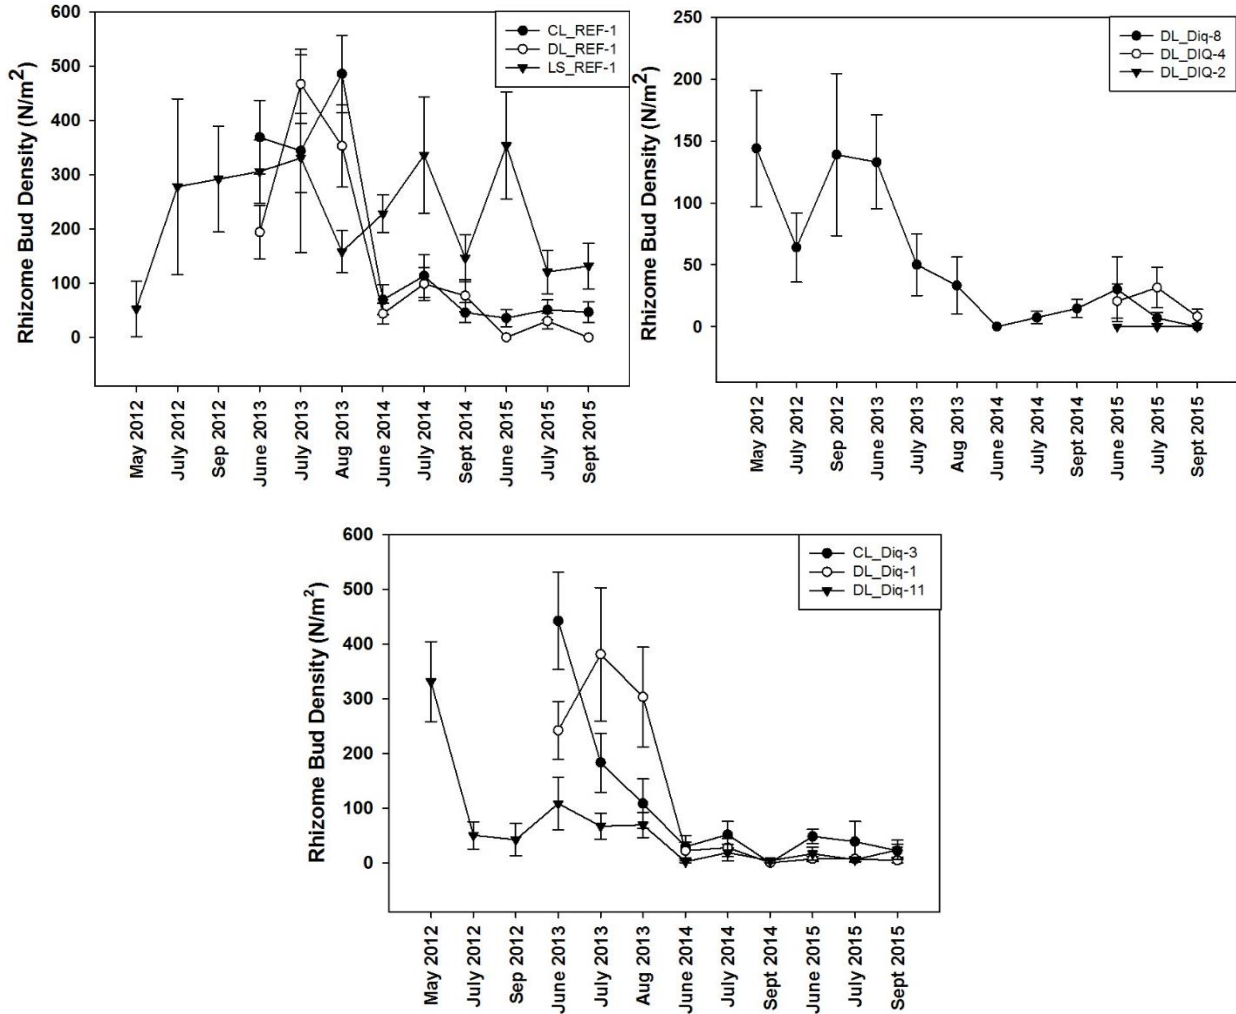 600
500
400
300
200
100
0
Rhizome Bud Density (N/m²)
CL_REF-1
DL_REF-1
LS_REF-1
May 2012
July 2012
Sep 2012
June 2013
July 2013
Aug 2013
June 2014
July 2014
Sept 2014
June 2015
July 2015
Sept 2015
250
200
150
100
50
0
Rhizome Bud Density (N/m²)
DL_Diq-8
DL_DIQ-4
DL_DIQ-2
May 2012
July 2012
Sep 2012
June 2013
July 2013
Aug 2013
June 2014
July 2014
Sept 2014
June 2015
July 2015
Sept 2015
600
500
400
300
200
100
0
Rhizome Bud Density (N/m²)
CL_Diq-3
DL_Diq-1
DL_Diq-11
May 2012
July 2012
Sep 2012
June 2013
July 2013
Aug 2013
June 2014
July 2014
Sept 2014
June 2015
July 2015
Sept 2015